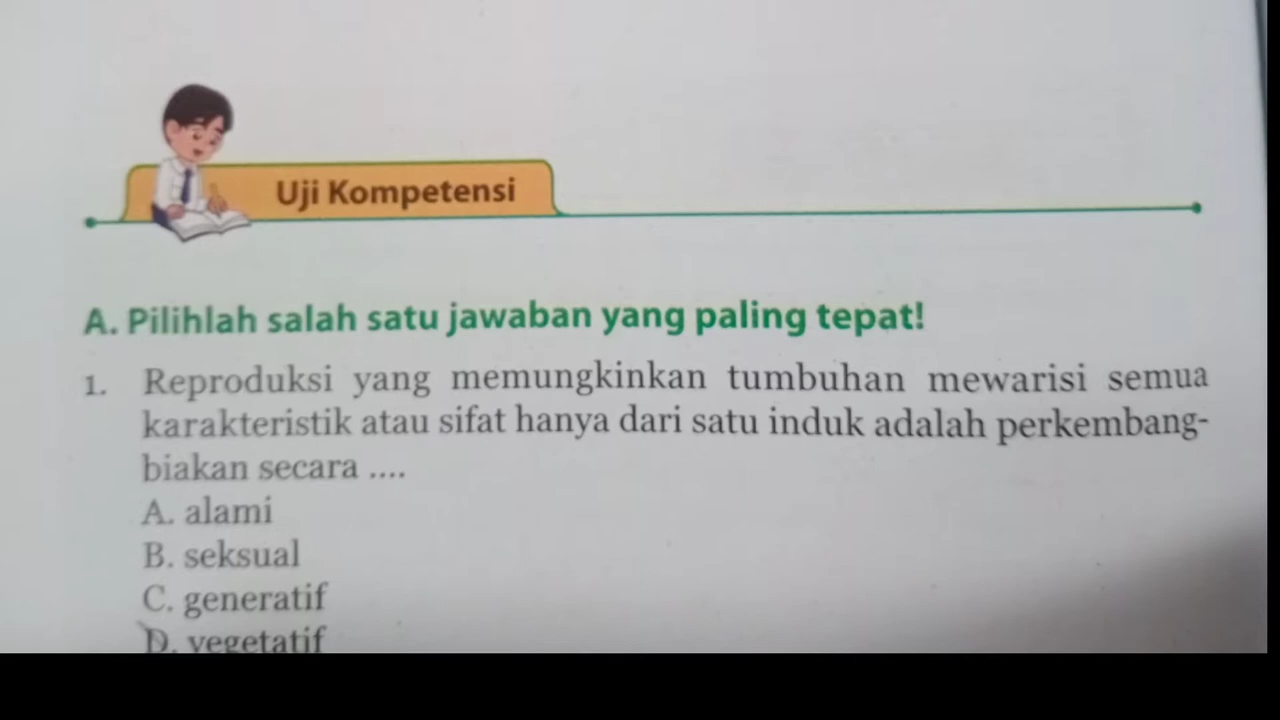 Uji Kompetensi
A. Pilihlah salah satu jawaban yang paling tepat!
1. Reproduksi yang memungkinkan tumbuhan mewarisi semua
karakteristik atau sifat hanya dari satu induk adalah perkembang-
biakan secara ....
A. alami
B. seksual
C. generatif
D. vegetatif